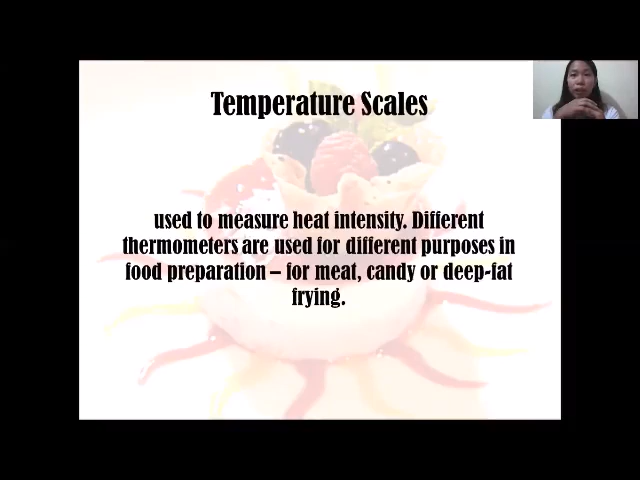 Temperature Scales
used to measure heat intensity. Different
thermometers are used for different purposes in
food preparation – for meat, candy or deep-fat
frying.